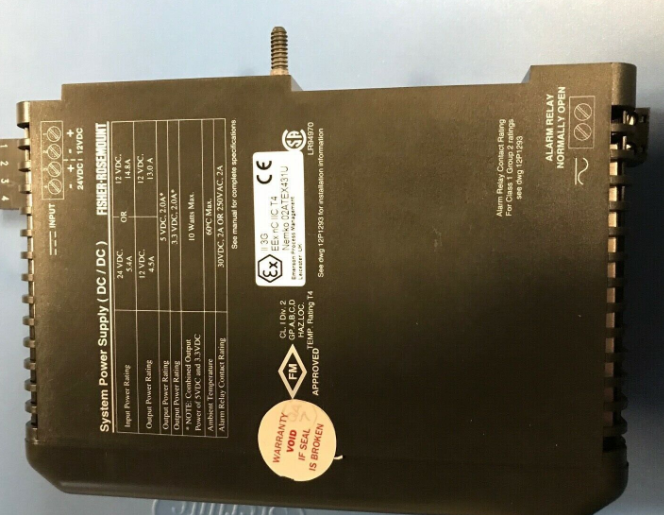 System Power Supply ( DC / DC ) FISHER-ROSEMOUNT
Input Power Rating 24 VDC, 5.4A OR 12 VDC, 14.8A
Output Power Rating 12 VDC, 4.5A 12 VDC, 13.0 A
Output Power Rating 5 VDC, 2.0A*
Output Power Rating 3.3 VDC, 2.0A*
* NOTE: Combined Output
Power of 5VDC and 3.3VDC 10 Watts Max.
Ambient Temperature 60°C Max.
Alarm Relay Contact Rating 30VDC, 2A OR 250VAC, 2A
See manual for complete specifications
INPUT
- + - +
24VDC | 12VDC
1
2
3
4
II 3G
EEx nC IIC T4
Nemko 02ATEX431U
Emerson Process Management
CE
Ex
LR94970
FM
APPROVED
CL. I Div. 2
GP. A,B,C,D
HAZ.LOC.
TEMP. Rating T4
See dwg 12P1293 for installation information
WARRANTY
VOID
IF SEAL
IS BROKEN
Alarm Relay Contact Rating
For Class 1 Group 2 ratings
see dwg 12P1293
ALARM RELAY
NORMALLY OPEN